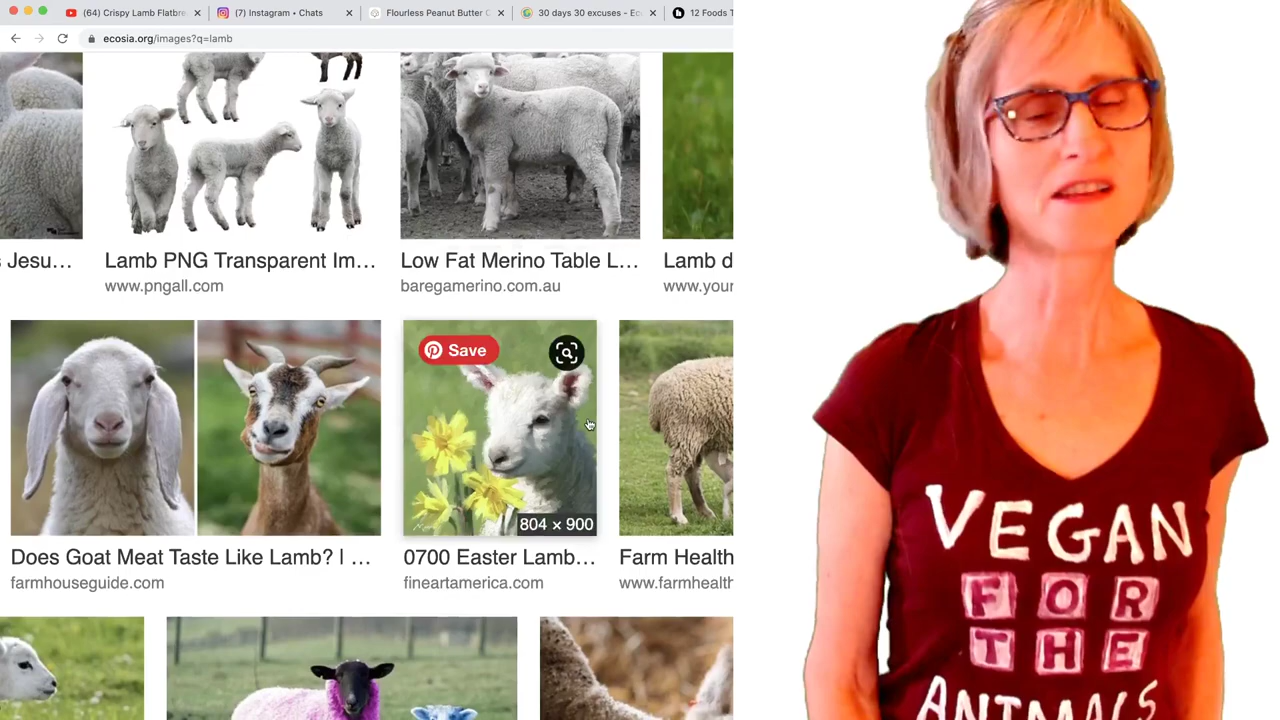 (64) Crispy Lamb Flatbre
(7) Instagram • Chats
Flourless Peanut Butter C
30 days 30 excuses - Ec
12 Foods T
ecosia.org/images?q=lamb
s Jesu...
Lamb PNG Transparent Im...
www.pngall.com
Low Fat Merino Table L...
baregamerino.com.au
Lamb d
www.your
Save
804 × 900
Does Goat Meat Taste Like Lamb? | ...
farmhouseguide.com
0700 Easter Lamb...
fineartamerica.com
Farm Health
www.farmhealth
VEGAN
FOR
THE
ANIMALS